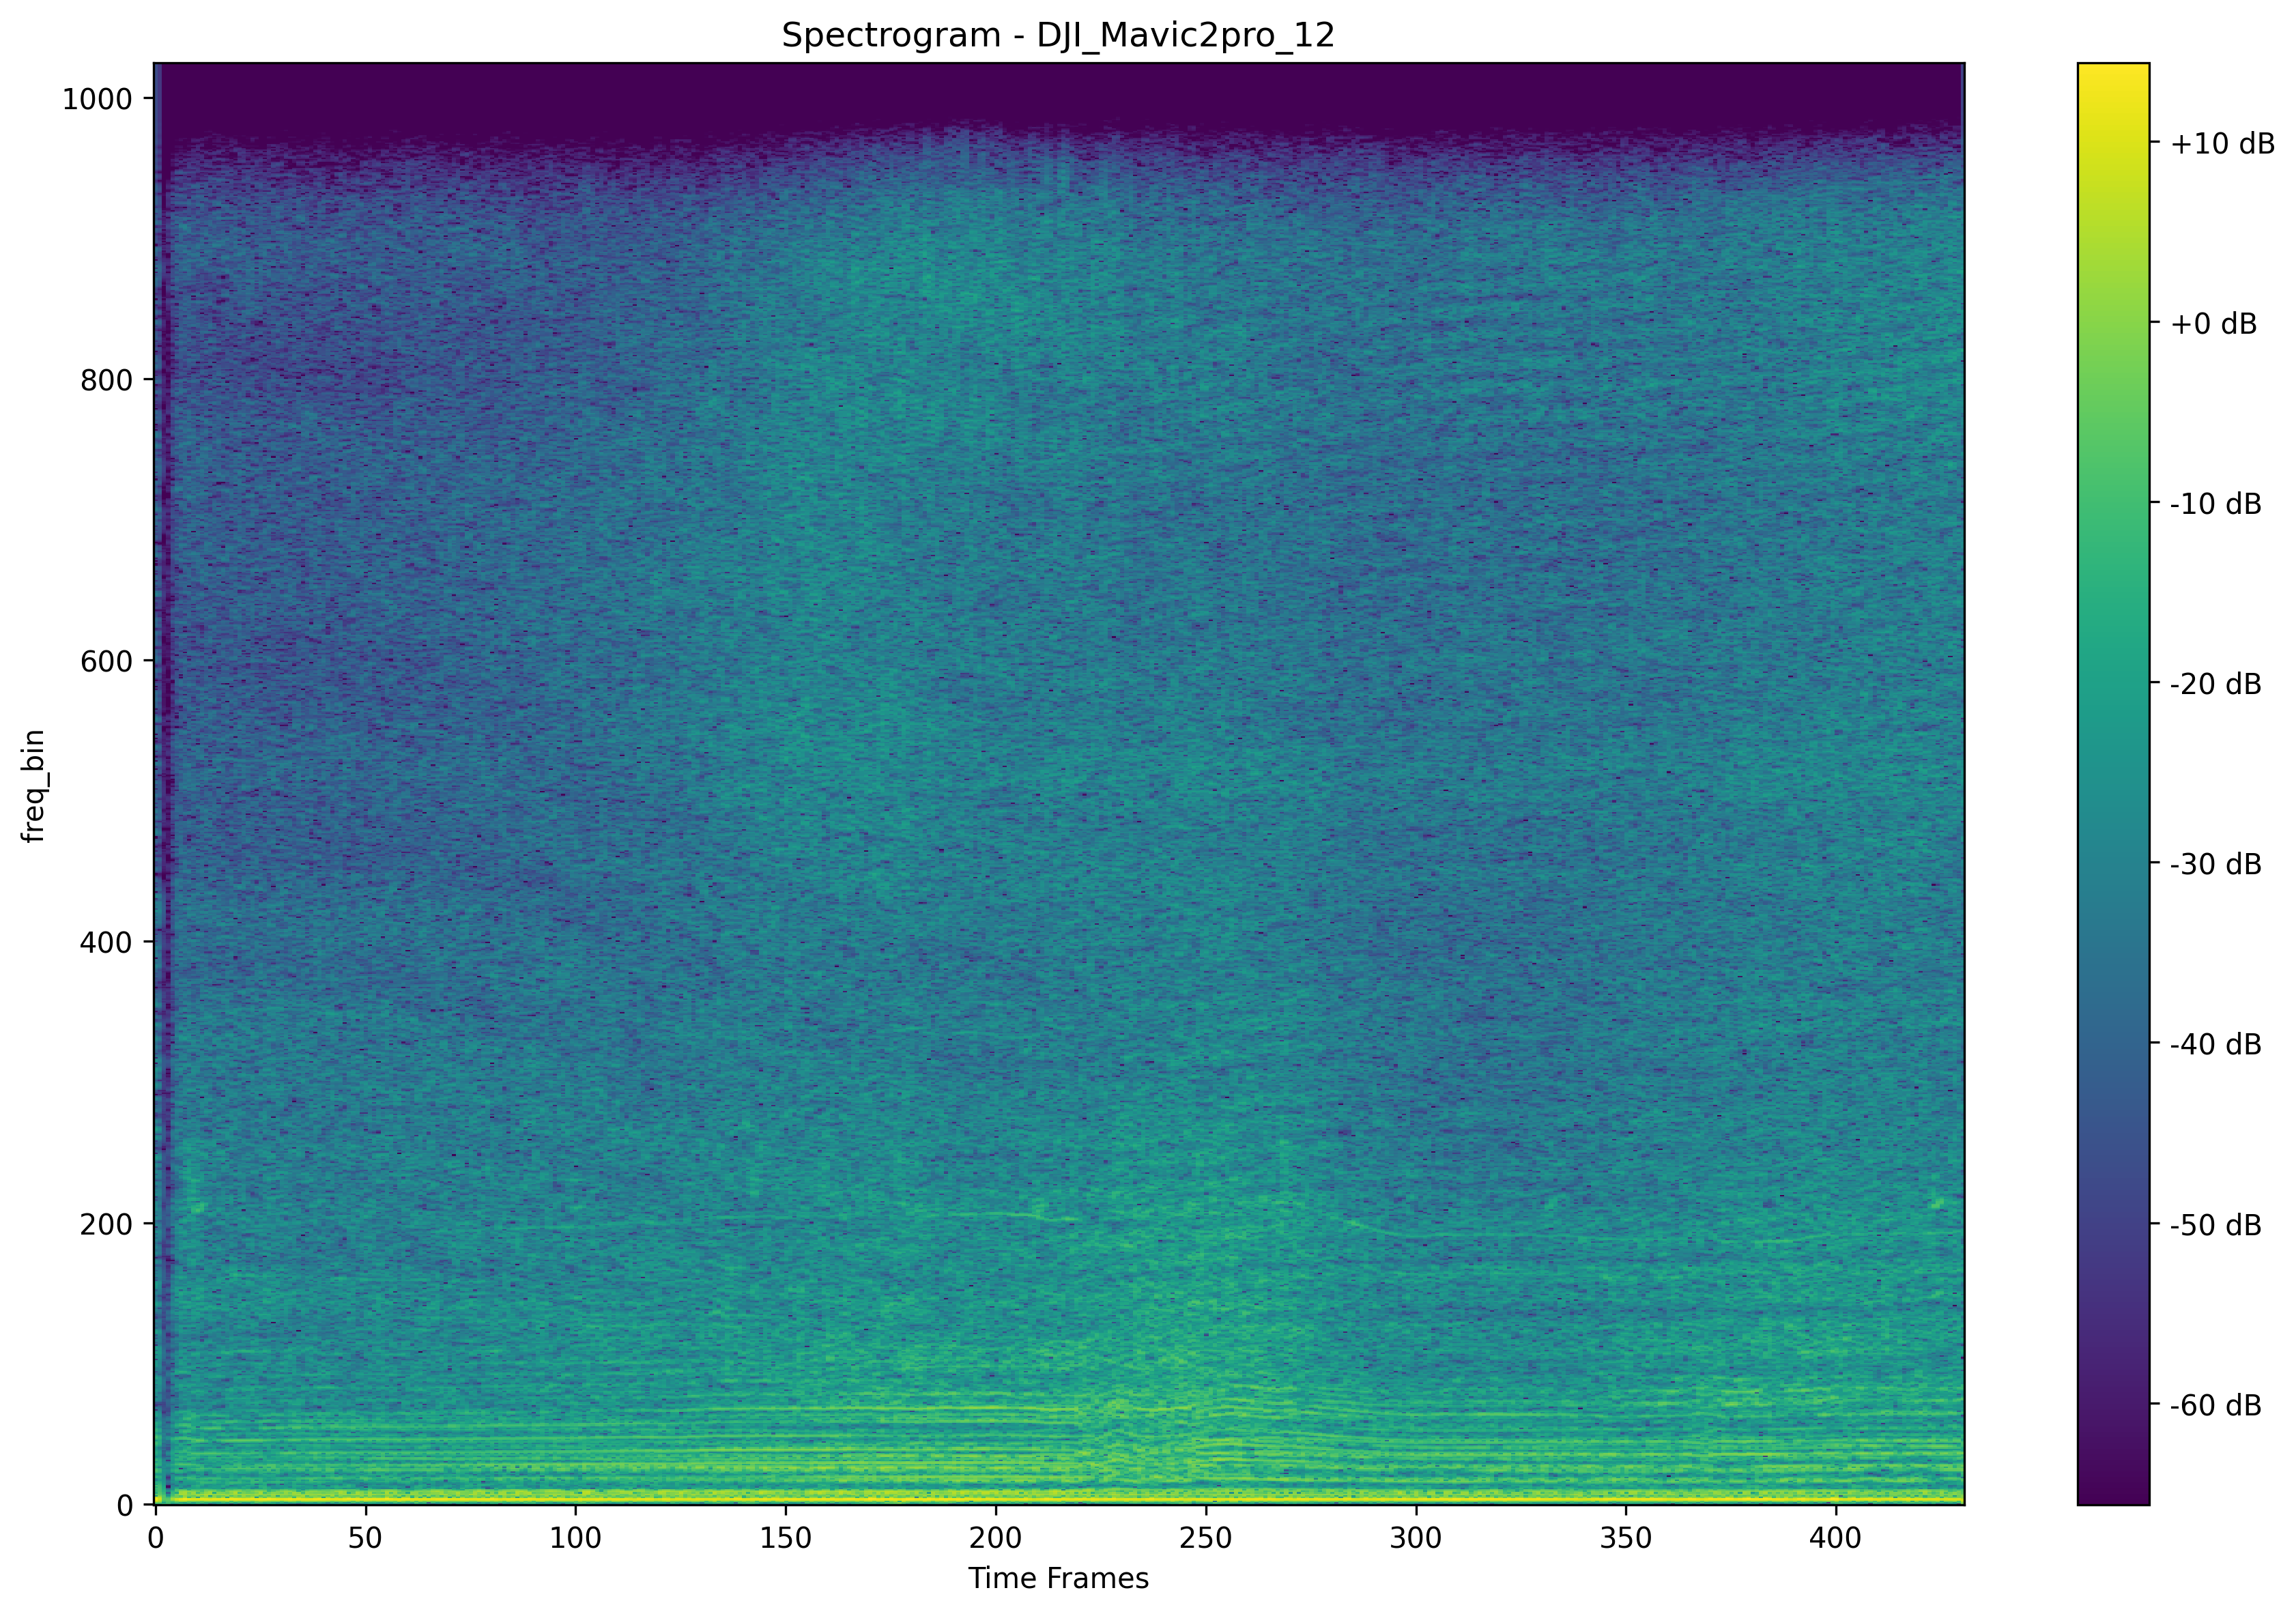 Spectrogram - DJI_Mavic2pro_12
1000
800
600
400
200
0
freq_bin
0 50 100 150 200 250 300 350 400
Time Frames
+10 dB
+0 dB
-10 dB
-20 dB
-30 dB
-40 dB
-50 dB
-60 dB